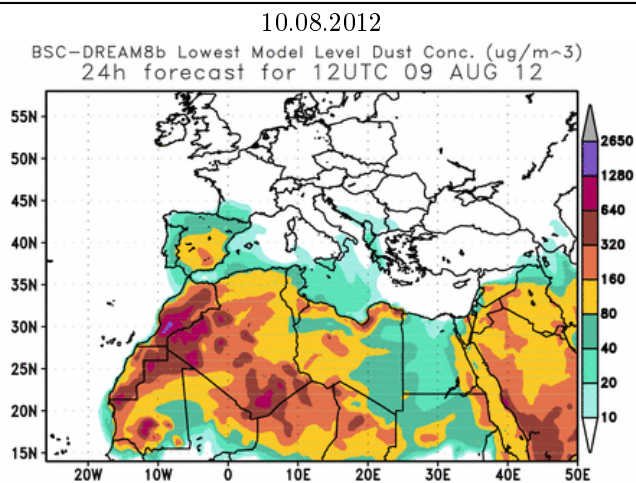 10.08.2012
BSC-DREAM8b Lowest Model Level Dust Conc. (ug/m^3)
24h forecast for 12UTC 09 AUG 12
55N
50N
45N
40N
35N
30N
25N
20N
15N
20W 10W 0 10E 20E 30E 40E 50E
2650
1280
640
320
160
80
40
20
10